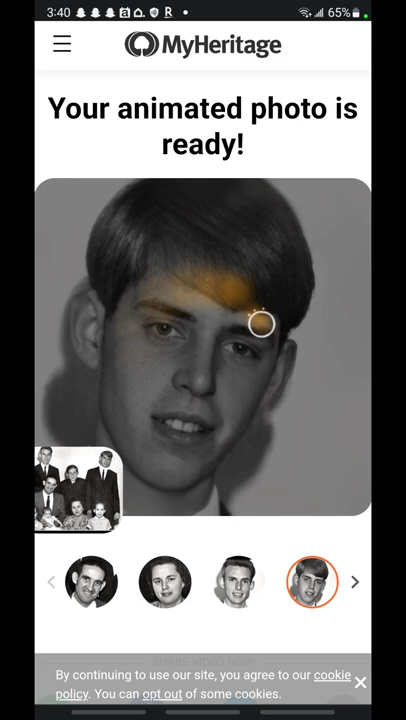 3:40
65%
MyHeritage
Your animated photo is
ready!
SHARE VIDEO NOW
By continuing to use our site, you agree to our cookie
policy. You can opt out of some cookies.